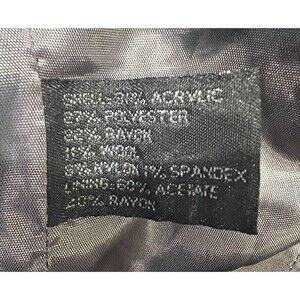 SHELL: 31% ACRYLIC
27% POLYESTER
22% RAYON
11% WOOL
8% NYLON 1% SPANDEX
LINING: 60% ACETATE
40% RAYON